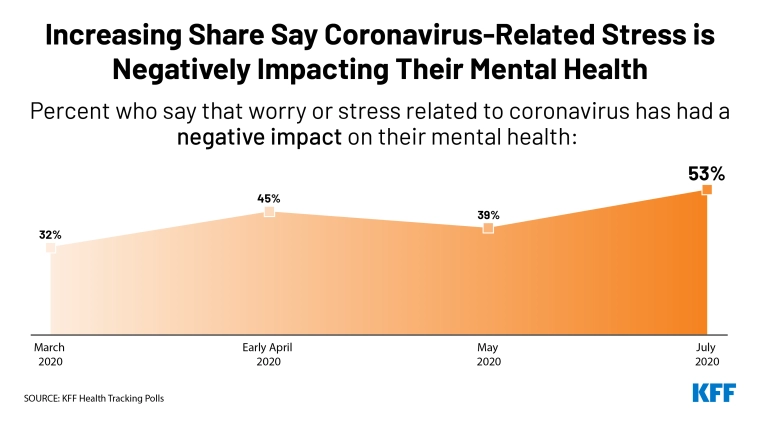 Increasing Share Say Coronavirus-Related Stress is
Negatively Impacting Their Mental Health
Percent who say that worry or stress related to coronavirus has had a
negative impact on their mental health:
32%
45%
39%
53%
March
2020
Early April
2020
May
2020
July
2020
SOURCE: KFF Health Tracking Polls
KFF